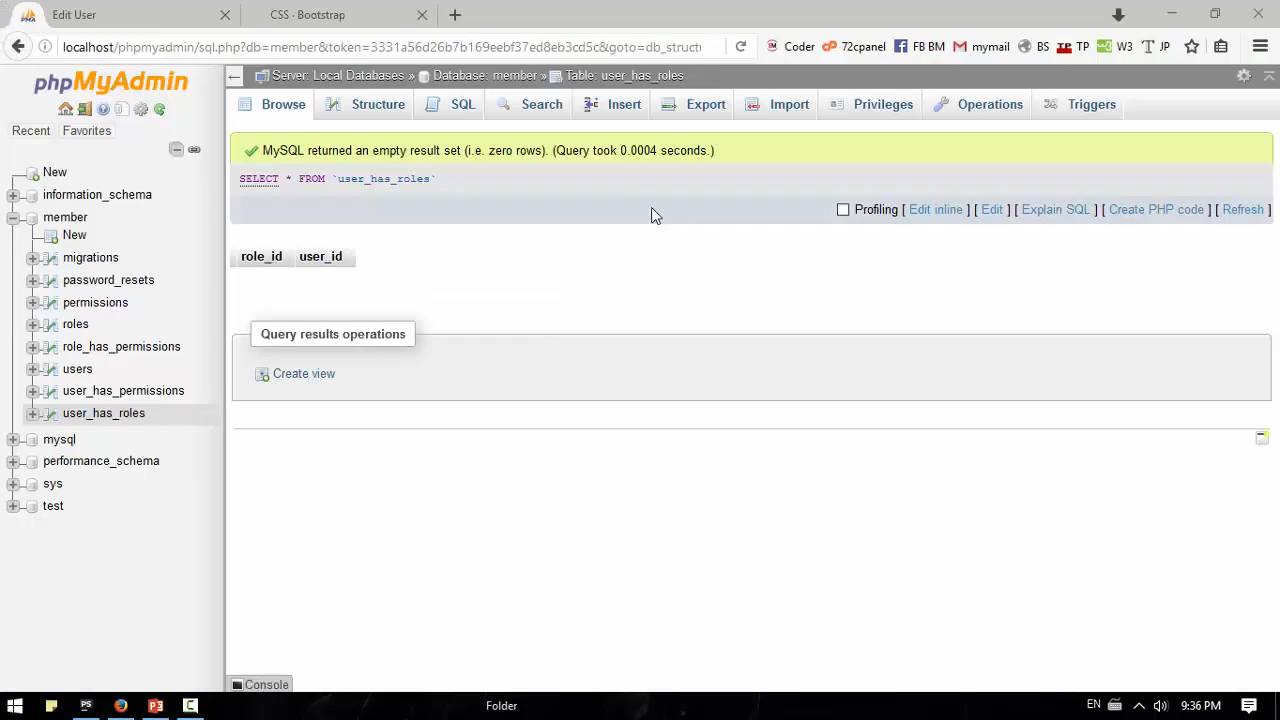 Edit User
CSS · Bootstrap
localhost/phpmyadmin/sql.php?db=member&token=3331a56d26b7b169eebf37ed8eb3cd5c&goto=db_struct
Coder
72cpanel
FB BM
mymail
BS
TP
W3
JP
phpMyAdmin
Server: Local Databases » Database: member » Table: user_has_roles
Browse
Structure
SQL
Search
Insert
Export
Import
Privileges
Operations
Triggers
Recent
Favorites
MySQL returned an empty result set (i.e. zero rows). (Query took 0.0004 seconds.)
SELECT * FROM `user_has_roles`
Profiling [ Edit inline ] [ Edit ] [ Explain SQL ] [ Create PHP code ] [ Refresh ]
New
information_schema
member
New
migrations
password_resets
permissions
roles
role_has_permissions
users
user_has_permissions
user_has_roles
mysql
performance_schema
sys
test
role_id
user_id
Query results operations
Create view
Console
Folder
EN
9:36 PM